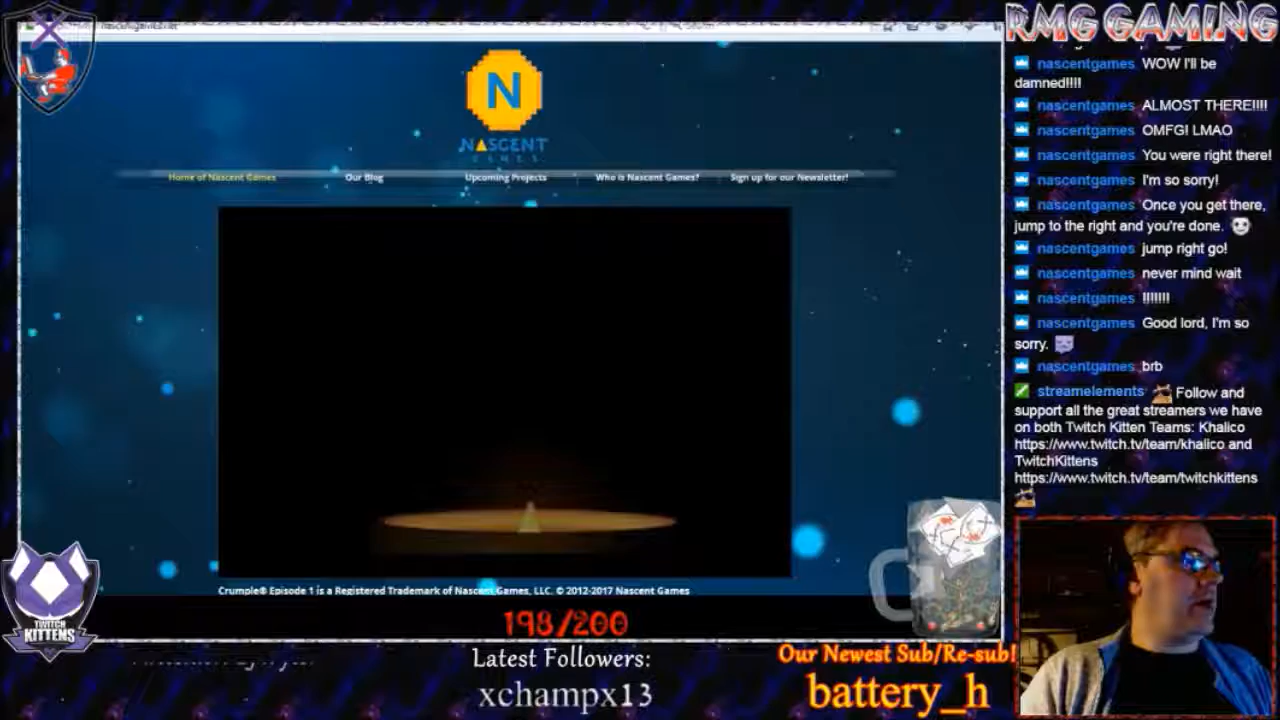 RMG GAMING
N
NASCENT
GAMES
Home of Nascent Games
Our Blog
Upcoming Projects
Who is Nascent Games?
Sign up for our Newsletter!
Crumple® Episode 1 is a Registered Trademark of Nascent Games, LLC. © 2012-2017 Nascent Games
198/200
TWITCH
KITTENS
Latest Followers:
xchampx13
Our Newest Sub/Re-sub!
battery_h
nascentgames WOW I'll be
damned!!!!
nascentgames ALMOST THERE!!!!
nascentgames OMFG! LMAO
nascentgames You were right there!
nascentgames I'm so sorry!
nascentgames Once you get there,
jump to the right and you're done.
nascentgames jump right go!
nascentgames never mind wait
nascentgames !!!!!!!
nascentgames Good lord, I'm so
sorry.
nascentgames brb
streamelements Follow and
support all the great streamers we have
on both Twitch Kitten Teams: Khalico
https://www.twitch.tv/team/khalico and
TwitchKittens
https://www.twitch.tv/team/twitchkittens